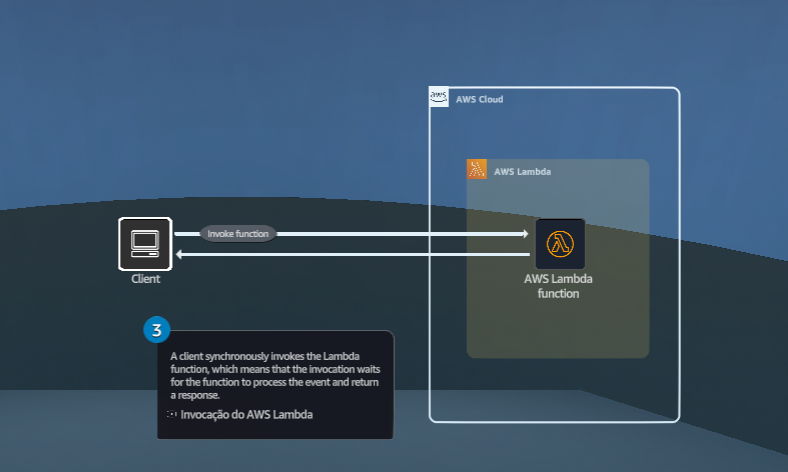 aws
AWS Cloud
AWS Lambda
Invoke function
Client
AWS Lambda
function
3
A client synchronously invokes the Lambda
function, which means that the invocation waits
for the function to process the event and return
a response.
Invocação do AWS Lambda